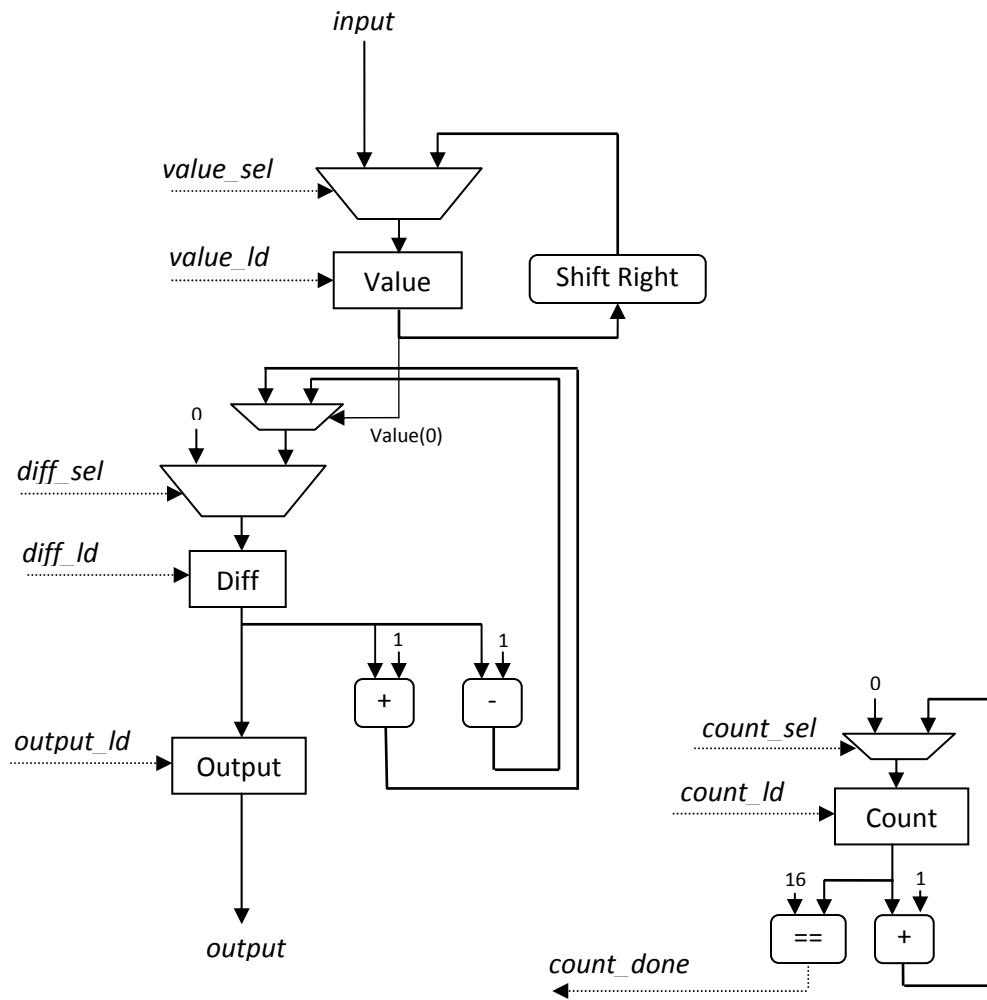 input
value_sel
value_ld
Value
Shift Right
0
Value(0)
diff_sel
diff_ld
Diff
1
1
+
-
0
output_ld
Output
count_sel
count_ld
Count
16
1
==
+
output
count_done